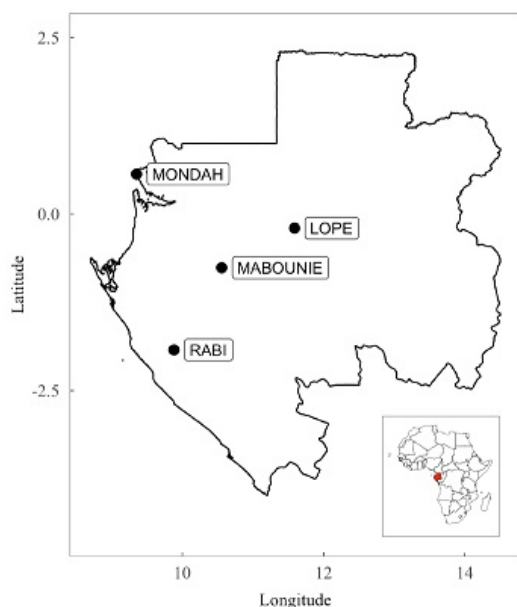 2.5
MONDAH
0.0
LOPE
MABOUNIE
Latitude
RABI
-2.5
10
12
14
Longitude